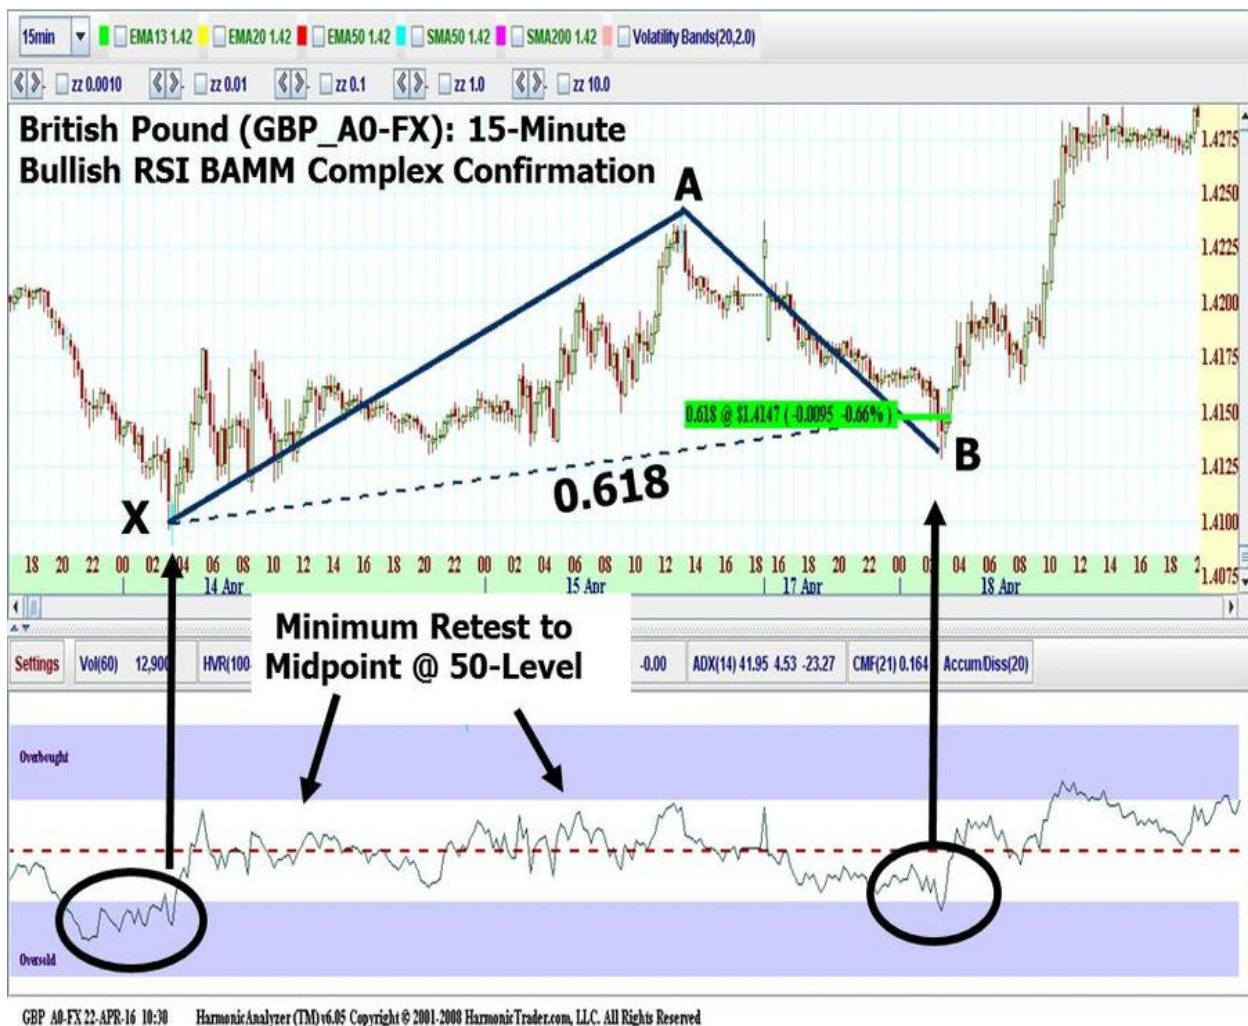 15min EMA13 1.42 EMA20 1.42 EMA50 1.42 SMA50 1.42 SMA200 1.42 Volatility Bands(20,2.0)
zz 0.0010 zz 0.01 zz 0.1 zz 1.0 zz 10.0
British Pound (GBP_A0-FX): 15-Minute
Bullish RSI BAMM Complex Confirmation
1.4275
A
1.4250
1.4225
1.4200
1.4175
0.618 @ $1.4147 ( -0.0095 -0.66% )
1.4150
B
1.4125
0.618
X
1.4100
18 20 22 00 02 04 06 08 10 12 14 16 18 20 22 00 02 04 06 08 10 12 14 16 18 16 18 20 22 00 02 04 06 08 10 12 14 16 18 2
14 Apr 15 Apr 17 Apr 18 Apr
1.4075
Minimum Retest to
Midpoint @ 50-Level
Settings Vol(60) 12,900 HVR(100- -0.00 ADX(14) 41.95 4.53 -23.27 CMF(21) 0.164 Accum/Diss(20)
Overbought
Oversold
GBP_A0-FX 22-APR-16 10:30 HarmonicAnalyzer (TM) v6.05 Copyright © 2001-2008 HarmonicTrader.com, LLC. All Rights Reserved